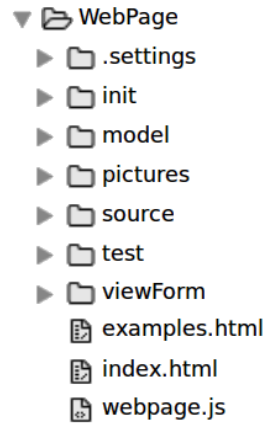 WebPage
.settings
init
model
pictures
source
test
viewForm
examples.html
index.html
webpage.js